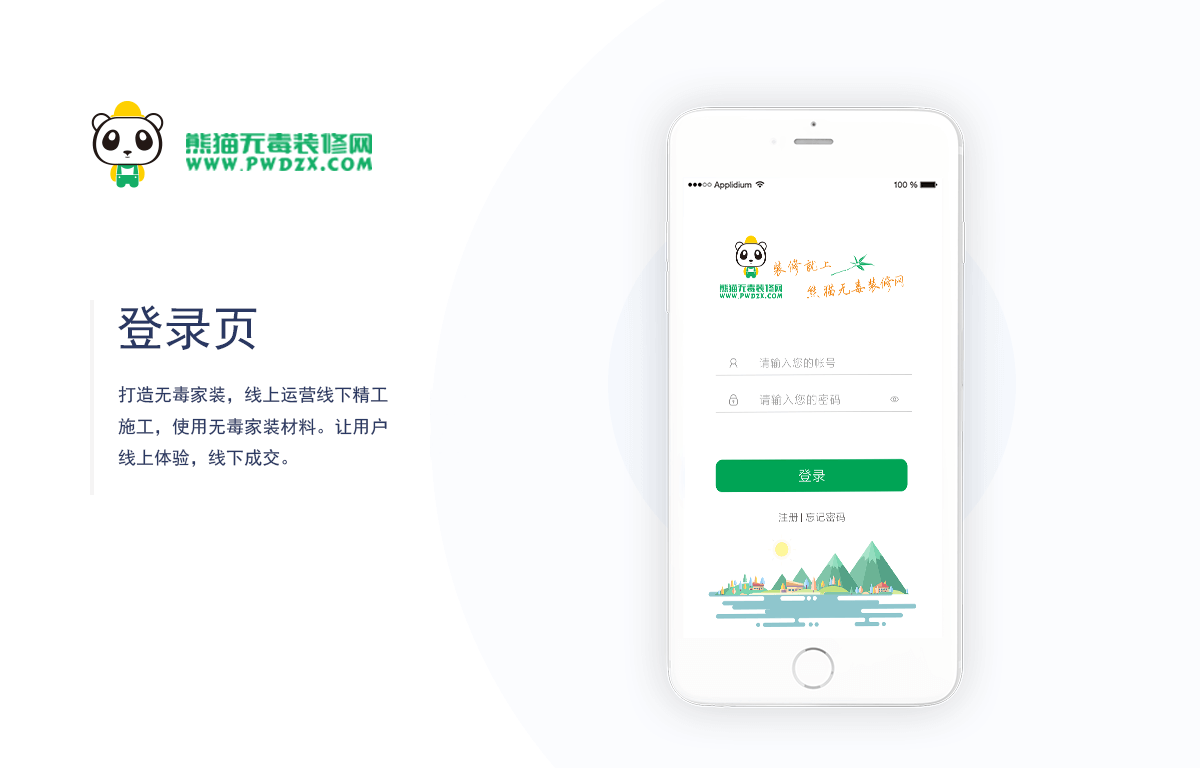 熊猫无毒装修网
WWW.PWDZX.COM
登录页
打造无毒家装，线上运营线下精工
施工，使用无毒家装材料。让用户
线上体验，线下成交。
Applidium
100 %
装修就上
熊猫无毒装修网
熊猫无毒装修网
WWW.PWDZX.COM
请输入您的帐号
请输入您的密码
登录
注册 | 忘记密码